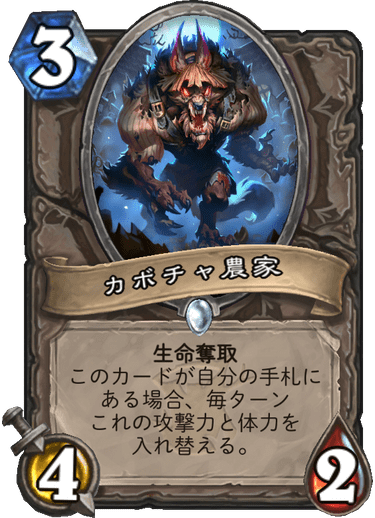 3
カボチャ農家
生命奪取
このカードが自分の手札に
ある場合、毎ターン
これの攻撃力と体力を
入れ替える。
4
2